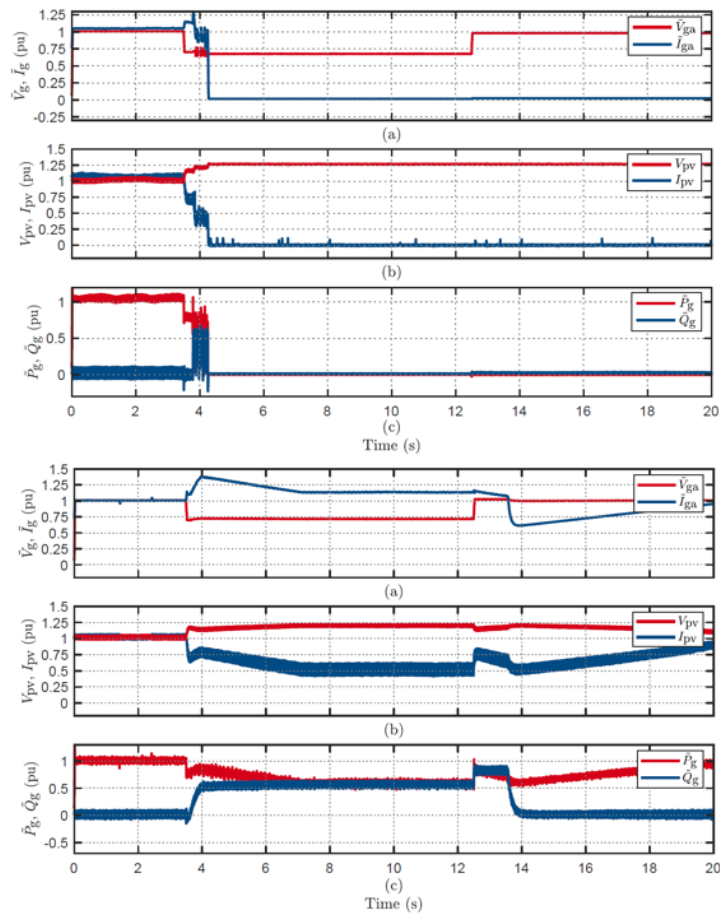 1.25
1
0.75
0.5
0.25
0
-0.25
Ṽga
Ĩga
Ṽg, Ĩg (pu)
(a)
1.5
1.25
1
0.75
0.5
0.25
0
Vpv
Ipv
Vpv, Ipv (pu)
(b)
1
0.5
0
P̃g
Q̃g
P̃g, Q̃g (pu)
0 2 4 6 8 10 12 14 16 18 20
(c)
Time (s)
1.5
1.25
1
0.75
0.5
0.25
0
Ṽga
Ĩga
Ṽg, Ĩg (pu)
(a)
1.5
1.25
1
0.75
0.5
0.25
0
Vpv
Ipv
Vpv, Ipv (pu)
(b)
1
0.5
0
-0.5
P̃g
Q̃g
P̃g, Q̃g (pu)
0 2 4 6 8 10 12 14 16 18 20
(c)
Time (s)